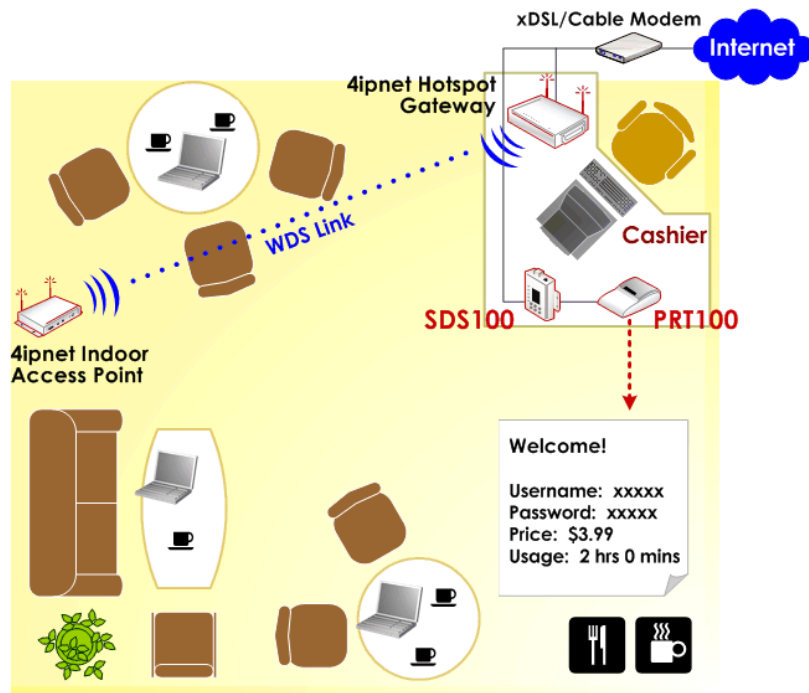 xDSL/Cable Modem
Internet
4ipnet Hotspot
Gateway
WDS Link
Cashier
SDS100
PRT100
4ipnet Indoor
Access Point
Welcome!
Username: xxxxx
Password: xxxxx
Price: $3.99
Usage: 2 hrs 0 mins